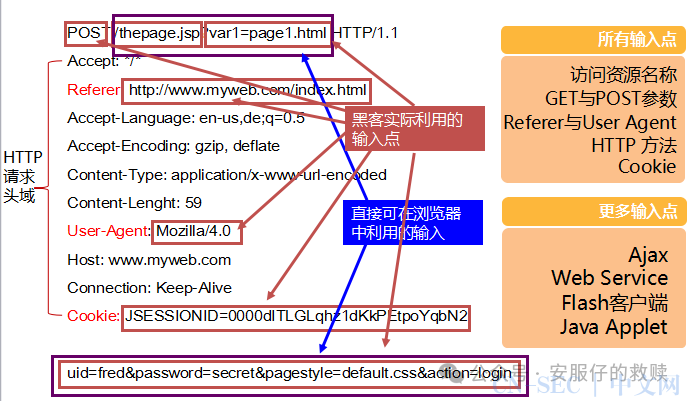 POST /thepage.jsp?var1=page1.html HTTP/1.1
Accept: */*
Referer: http://www.myweb.com/index.html
Accept-Language: en-us,de;q=0.5
Accept-Encoding: gzip, deflate
Content-Type: application/x-www-url-encoded
Content-Lenght: 59
User-Agent: Mozilla/4.0
Host: www.myweb.com
Connection: Keep-Alive
Cookie: JSESSIONID=0000dITLGLqhz1dKkPEtpoYqbN2
uid=fred&password=secret&pagestyle=default.css&action=login
HTTP
请求
头域
黑客实际利用的
输入点
直接可在浏览器
中利用的输入
所有输入点
访问资源名称
GET与POST参数
Referer与User Agent
HTTP 方法
Cookie
更多输入点
Ajax
Web Service
Flash客户端
Java Applet
公众号 · 安服仔的救赎
CN-SEC 中文网